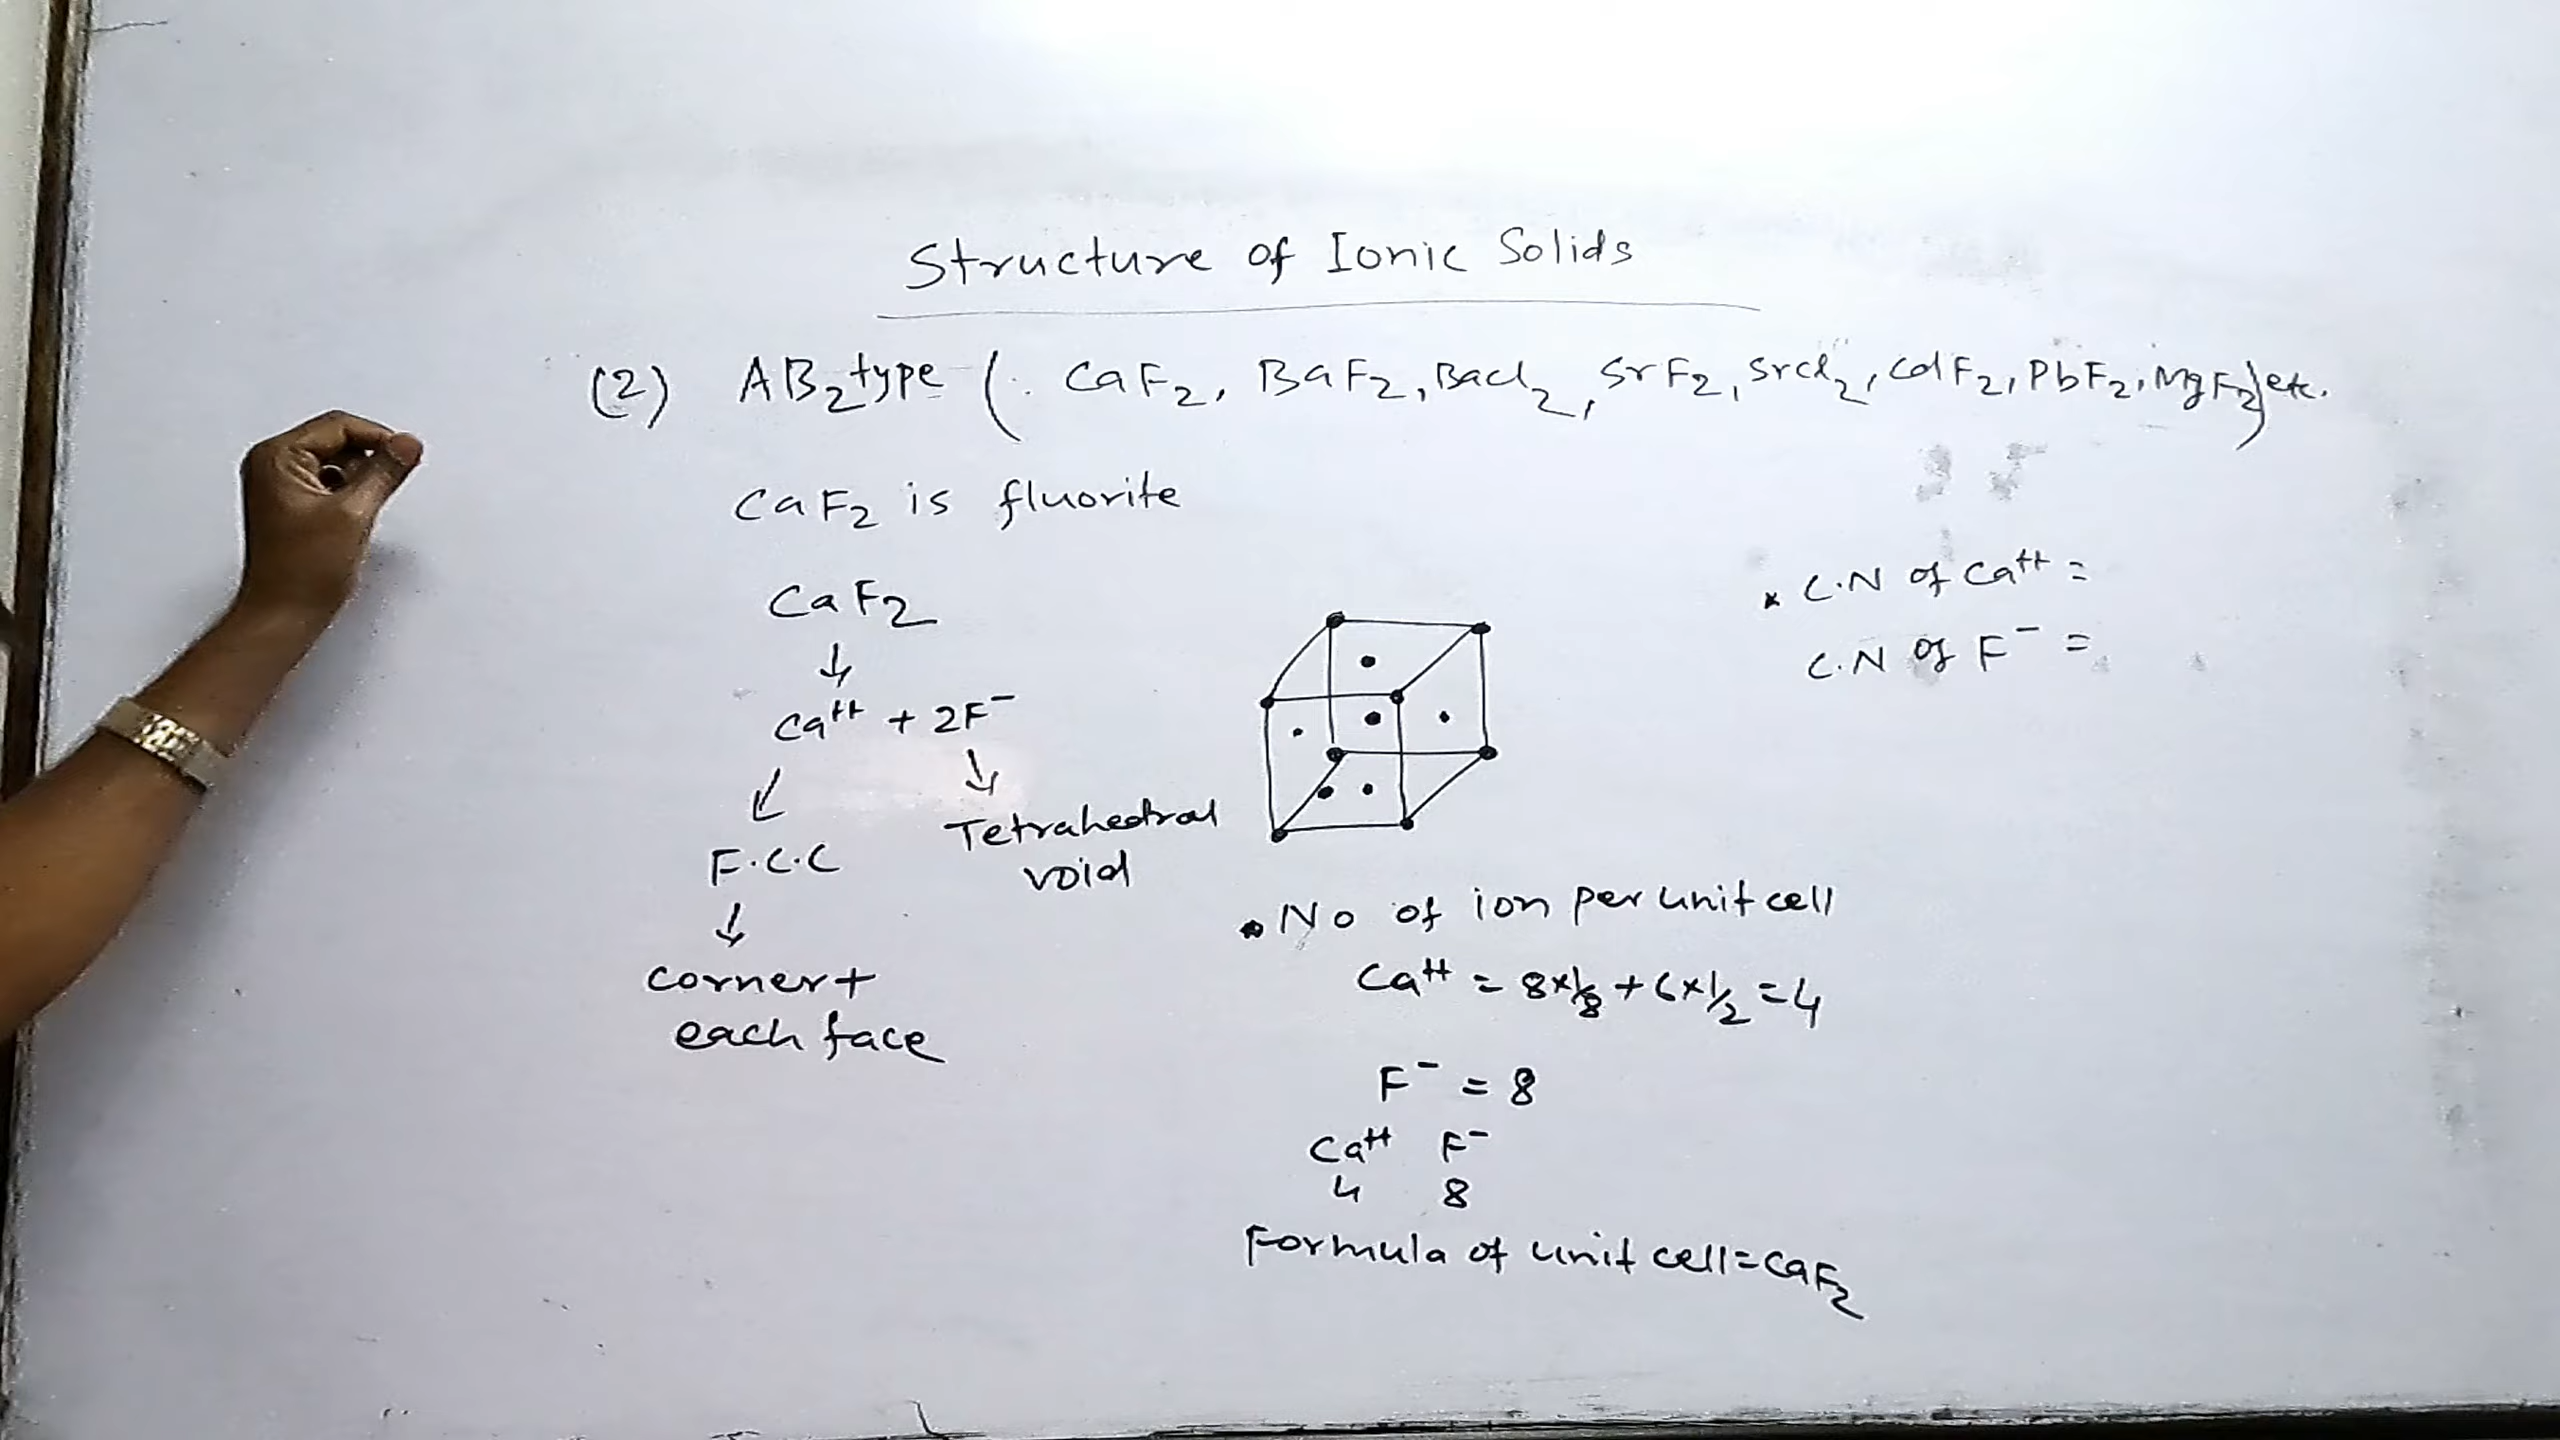 Structure of Ionic Solids
(2) AB₂ type (: CaF₂, BaF₂, BaCl₂, SrF₂, SrCl₂, CdF₂, PbF₂, MgF₂) etc.
CaF₂ is fluorite
CaF₂
↓
Ca⁺⁺ + 2F⁻
↙ ↓
F.C.C Tetrahedral void
↓
corner +
each face
* C.N of Ca⁺⁺ =
C.N of F⁻ =
• No of ion per unit cell
Ca⁺⁺ = 8×1/8 + 6×1/2 = 4
F⁻ = 8
Ca⁺⁺ F⁻
4 8
Formula of unit cell = CaF₂